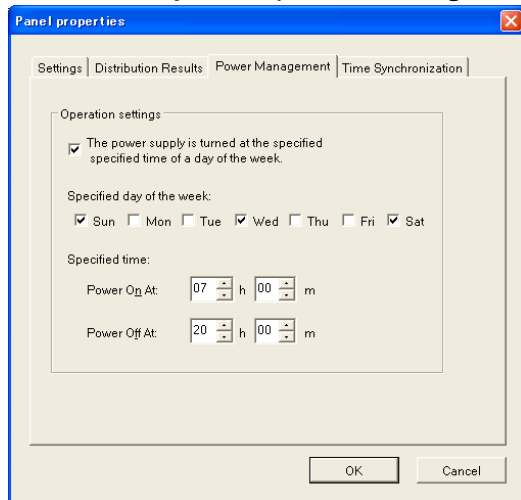 Panel properties
Settings Distribution Results Power Management Time Synchronization
Operation settings
The power supply is turned at the specified
specified time of a day of the week.
Specified day of the week:
Sun Mon Tue Wed Thu Fri Sat
Specified time:
Power On At: 07 h 00 m
Power Off At: 20 h 00 m
OK Cancel